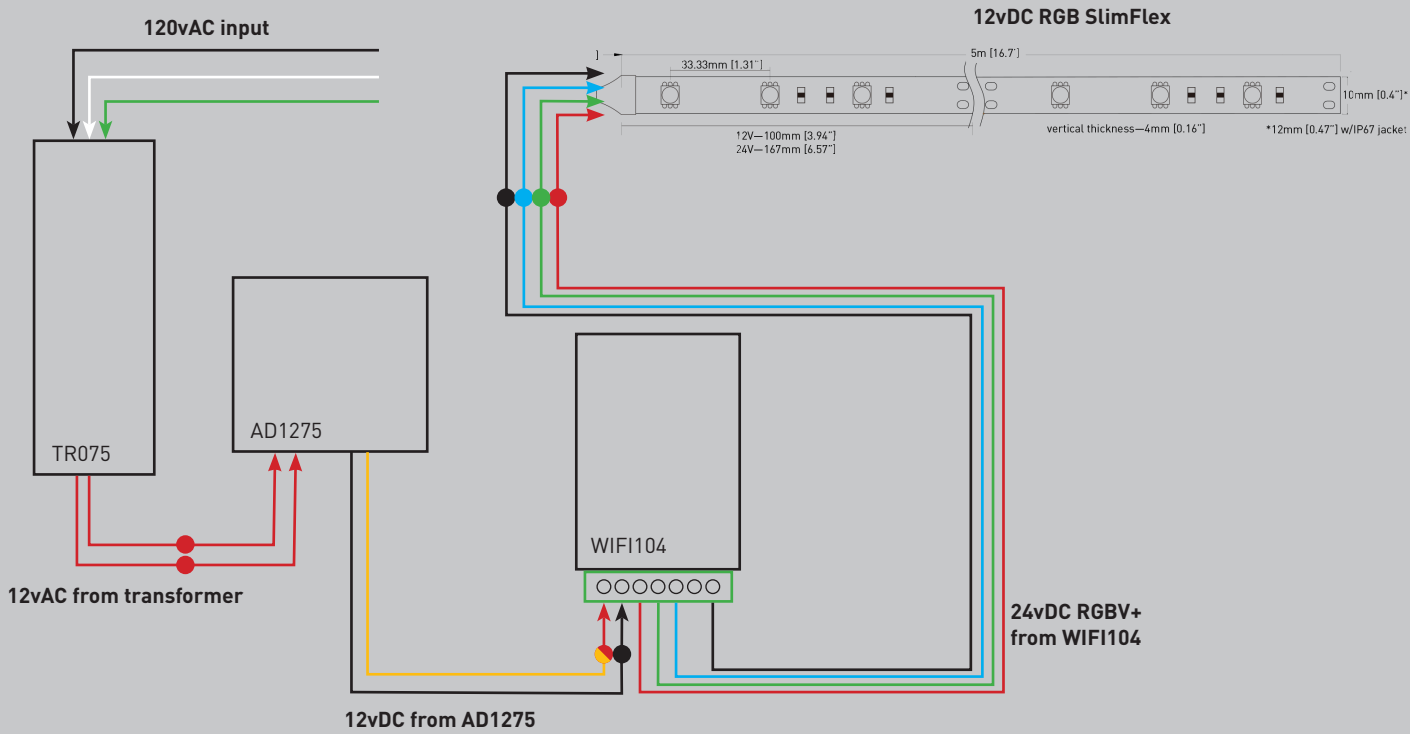 120vAC input
12vDC RGB SlimFlex
5m [16.7']
33.33mm [1.31"]
10mm [0.4"]*
12V—100mm [3.94"]
24V—167mm [6.57"]
vertical thickness—4mm [0.16"]
*12mm [0.47"] w/IP67 jacket
TR075
AD1275
WIFI104
12vAC from transformer
24vDC RGBV+
from WIFI104
12vDC from AD1275